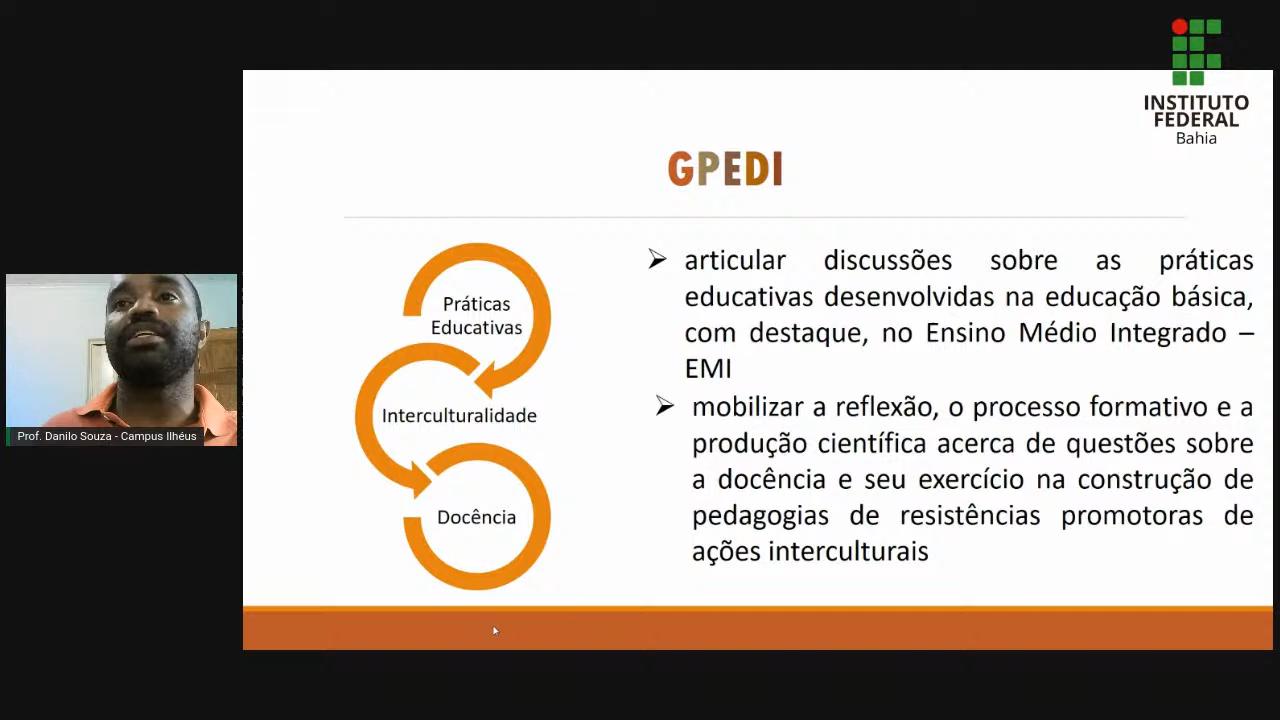 INSTITUTO
FEDERAL
Bahia
GPEDI
Práticas
Educativas
Interculturalidade
Docência
articular discussões sobre as práticas
educativas desenvolvidas na educação básica,
com destaque, no Ensino Médio Integrado –
EMI
mobilizar a reflexão, o processo formativo e a
produção científica acerca de questões sobre
a docência e seu exercício na construção de
pedagogias de resistências promotoras de
ações interculturais
Prof. Danilo Souza - Campus Ilhéus